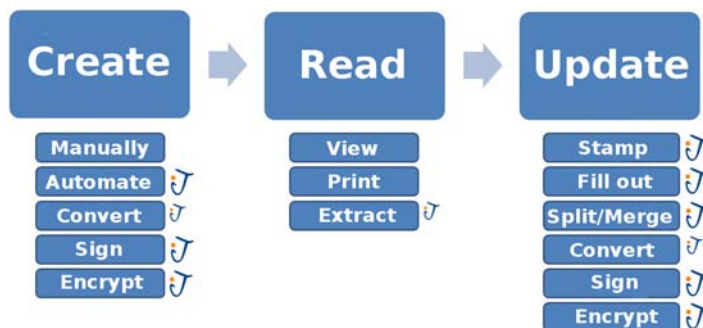 Create
Manually
Automate
Convert
Sign
Encrypt
Read
View
Print
Extract
Update
Stamp
Fill out
Split/Merge
Convert
Sign
Encrypt